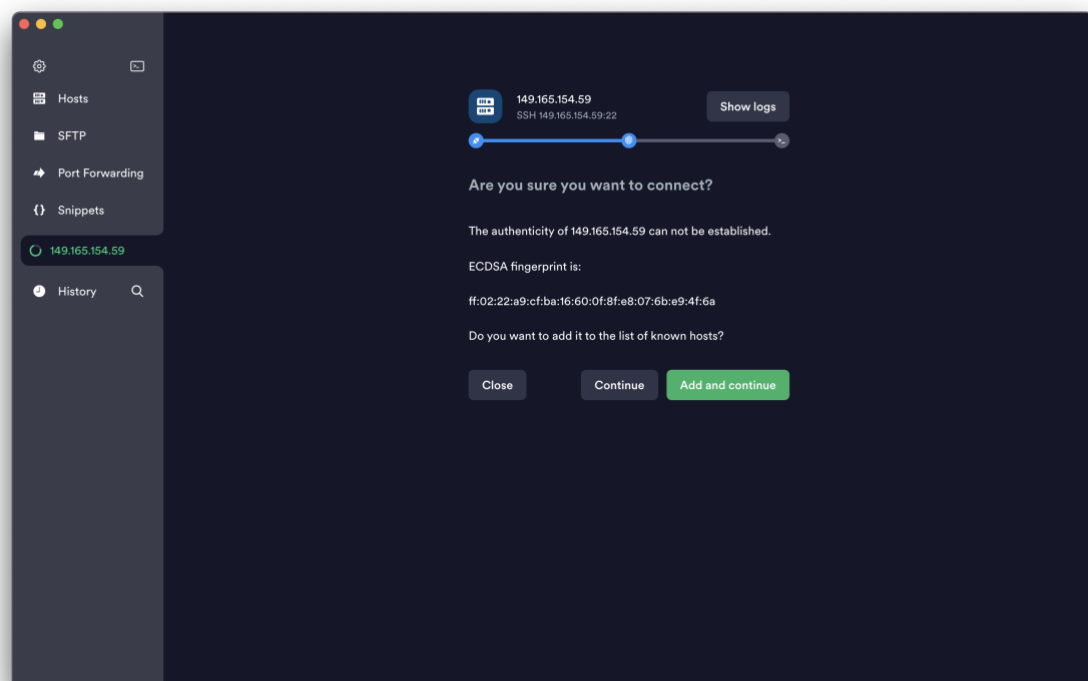 Hosts
SFTP
Port Forwarding
Snippets
149.165.154.59
History
149.165.154.59
SSH 149.165.154.59:22
Show logs
Are you sure you want to connect?
The authenticity of 149.165.154.59 can not be established.
ECDSA fingerprint is:
ff:02:22:a9:cf:ba:16:60:0f:8f:e8:07:6b:e9:4f:6a
Do you want to add it to the list of known hosts?
Close
Continue
Add and continue